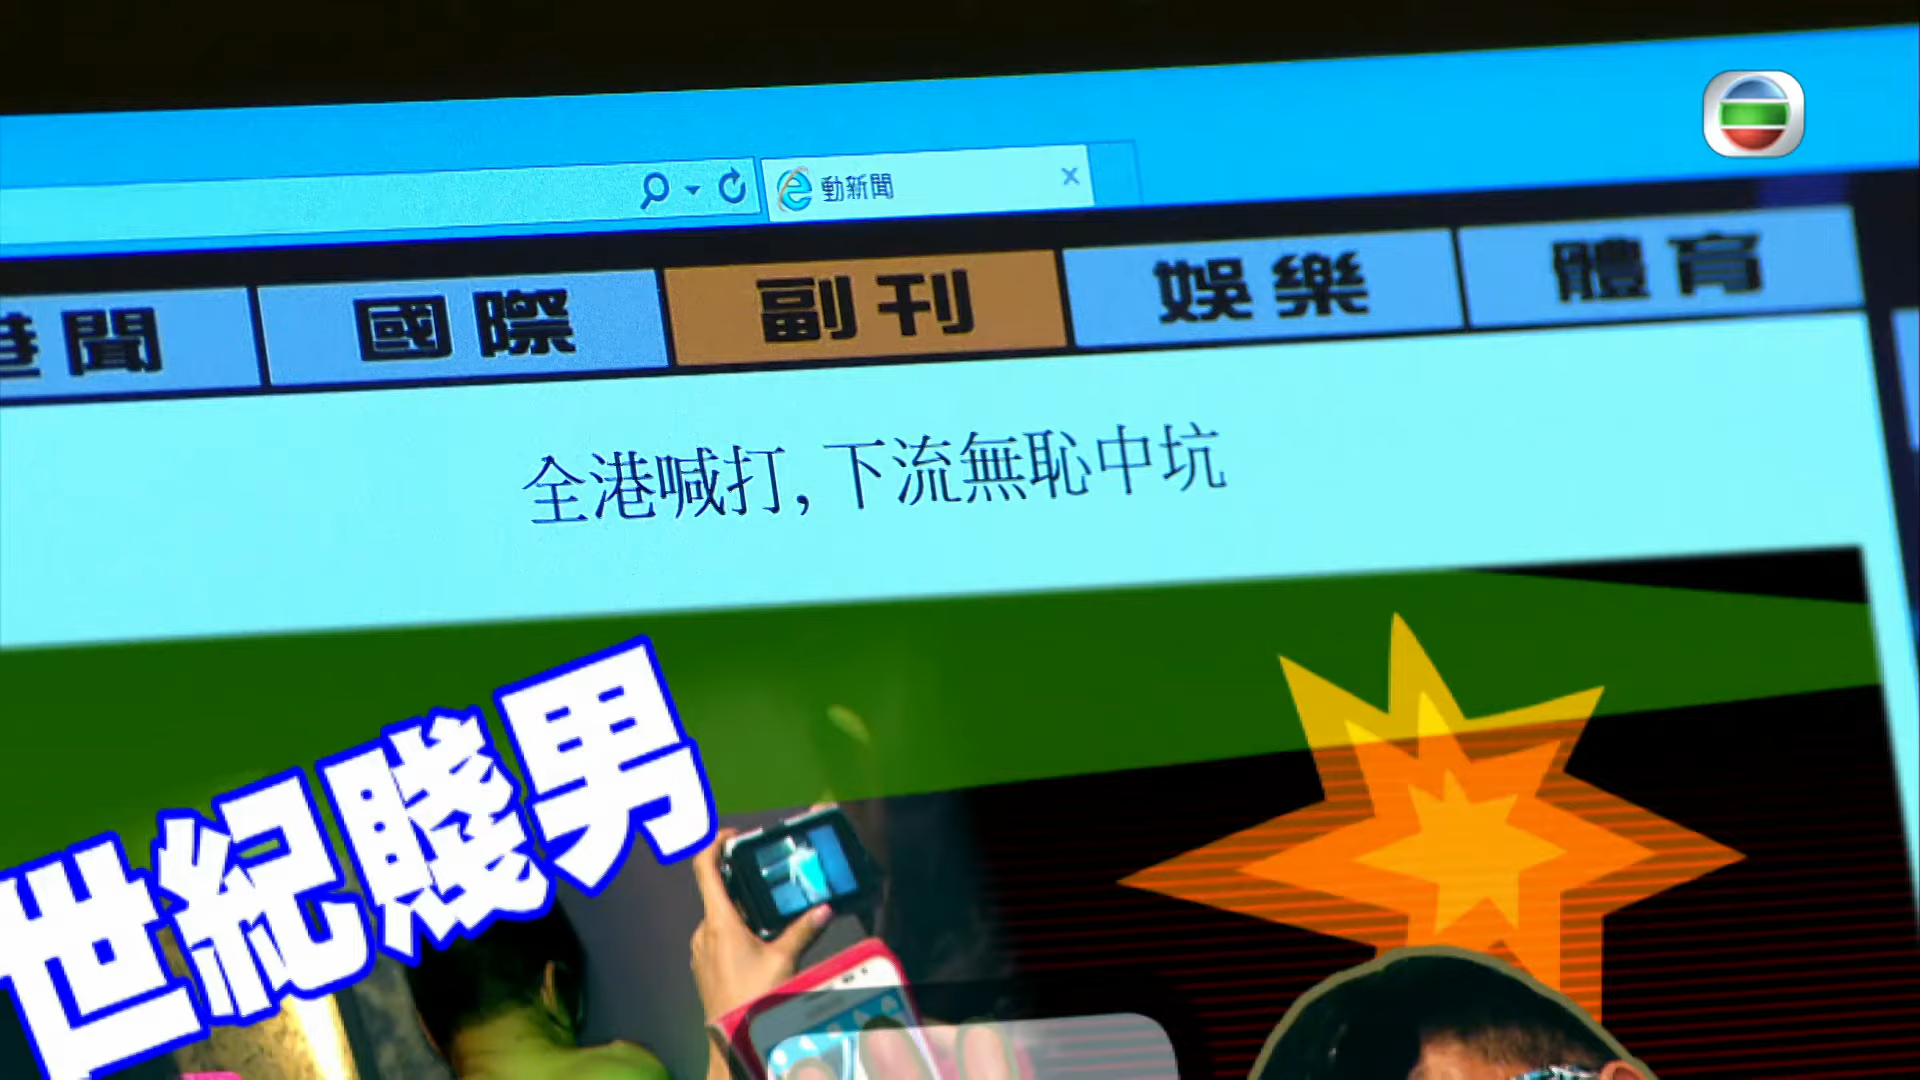 動新聞
港聞 國際 副刊 娛樂 體育
全港喊打, 下流無恥中坑
世紀賤男